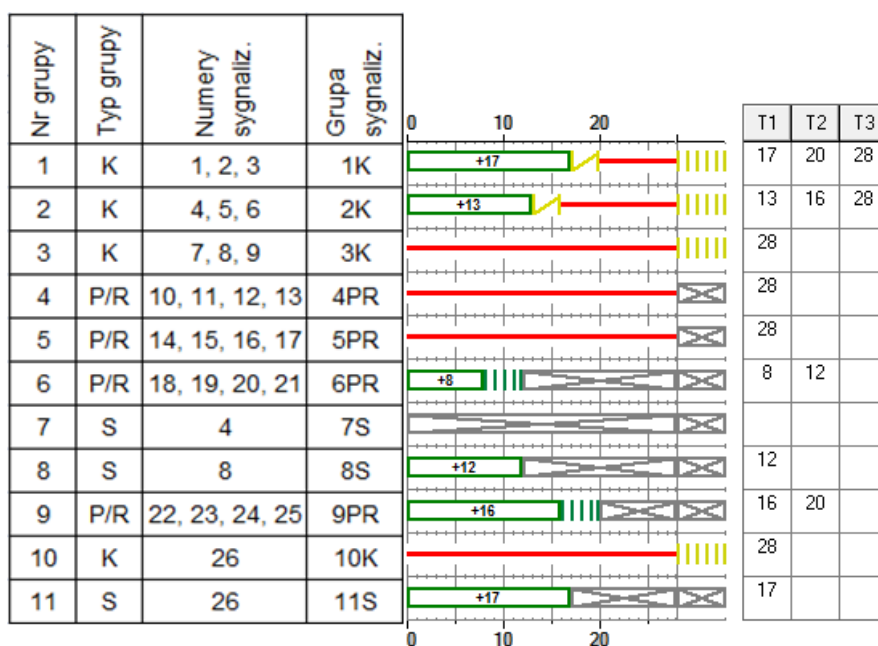 Nr grupy Typ grupy Numery sygnaliz. Grupa sygnaliz.
0 10 20 T1 T2 T3
1 K 1, 2, 3 1K +17 17 20 28
2 K 4, 5, 6 2K +13 13 16 28
3 K 7, 8, 9 3K 28
4 P/R 10, 11, 12, 13 4PR 28
5 P/R 14, 15, 16, 17 5PR 28
6 P/R 18, 19, 20, 21 6PR +8 8 12
7 S 4 7S
8 S 8 8S +12 12
9 P/R 22, 23, 24, 25 9PR +16 16 20
10 K 26 10K 28
11 S 26 11S +17 17
0 10 20